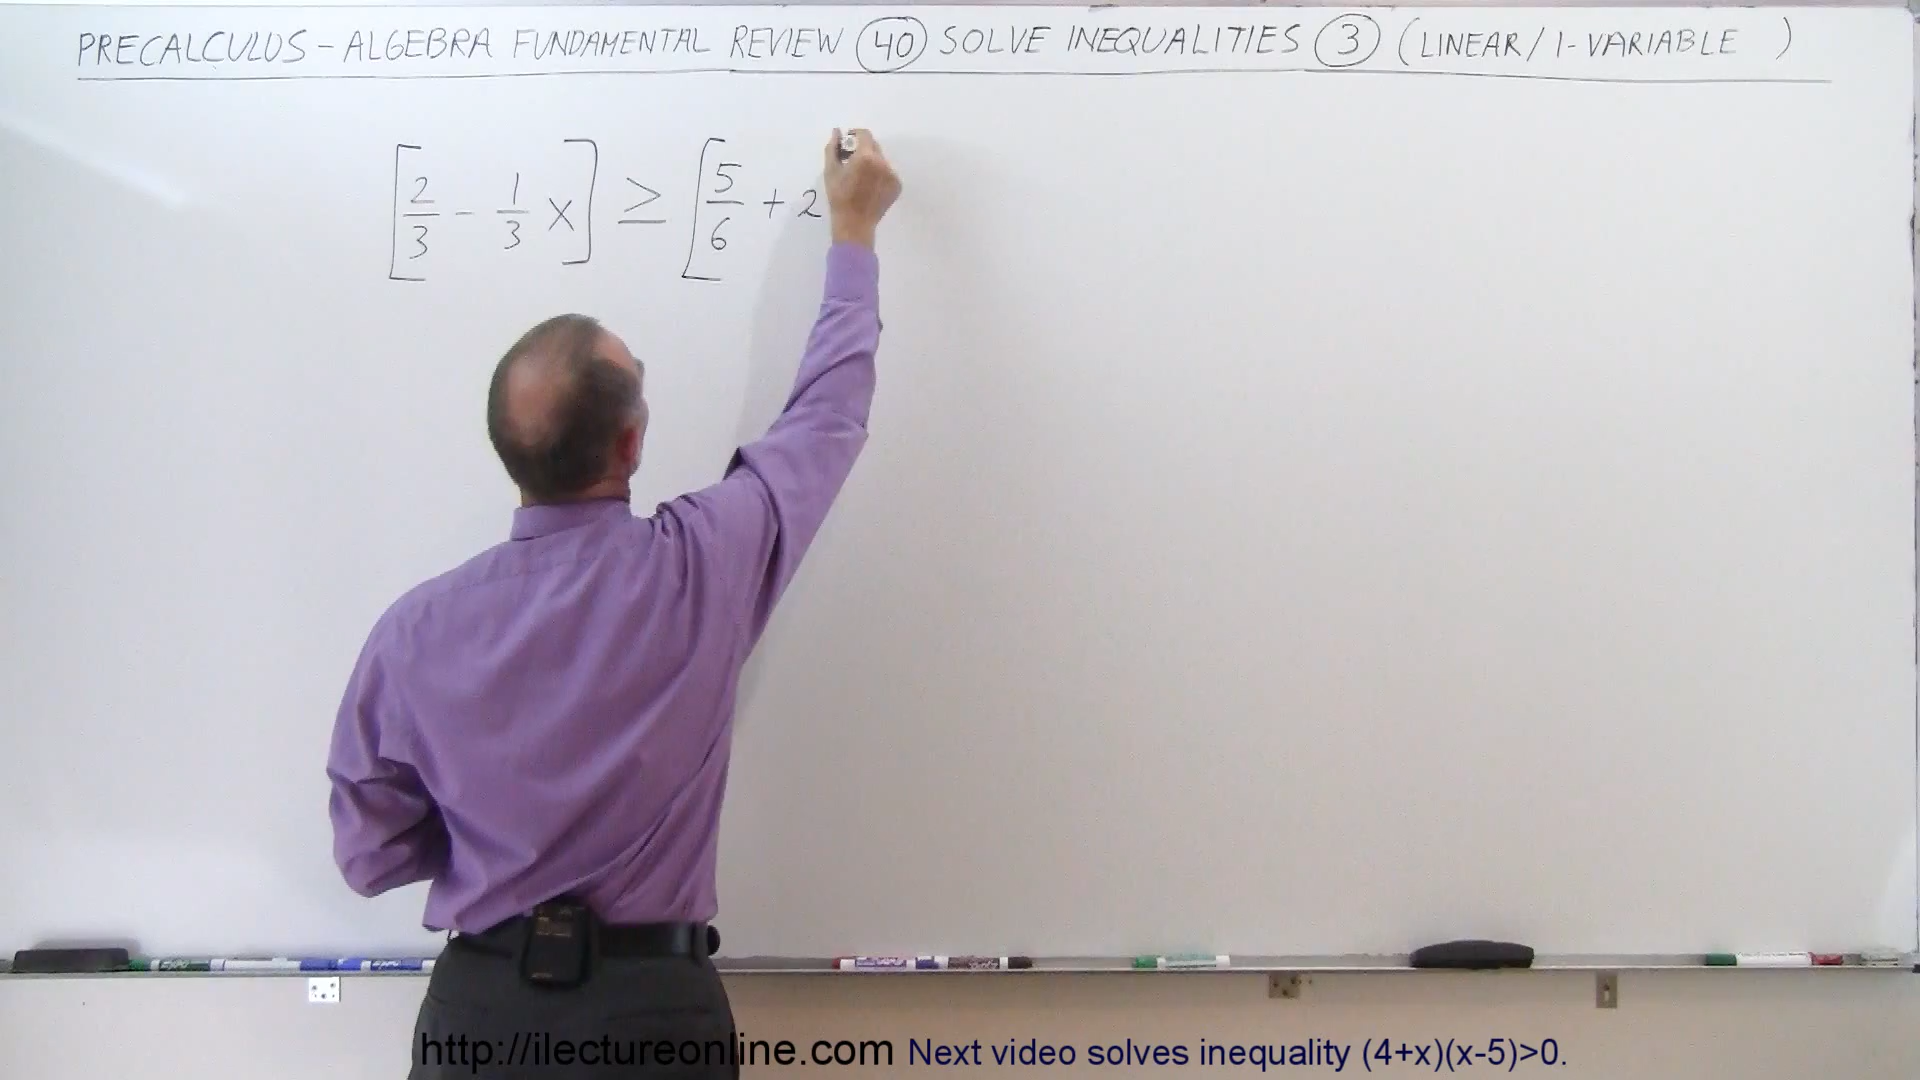 PRECALCULUS - ALGEBRA FUNDAMENTAL REVIEW (40) SOLVE INEQUALITIES (3) (LINEAR/1-VARIABLE )
[2/3 - 1/3 X] ≥ [5/6 + 2
http://ilectureonline.com Next video solves inequality (4+x)(x-5)>0.